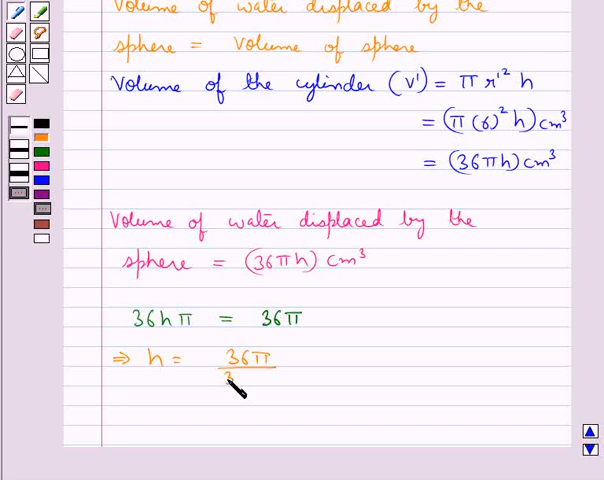 Volume of water displaced by the
sphere = Volume of sphere
Volume of the cylinder (V') = π r'² h
= (π (6)² h) cm³
= (36πh) cm³
Volume of water displaced by the
sphere = (36πh) cm³
36hπ = 36π
⇒ h = 36π
3